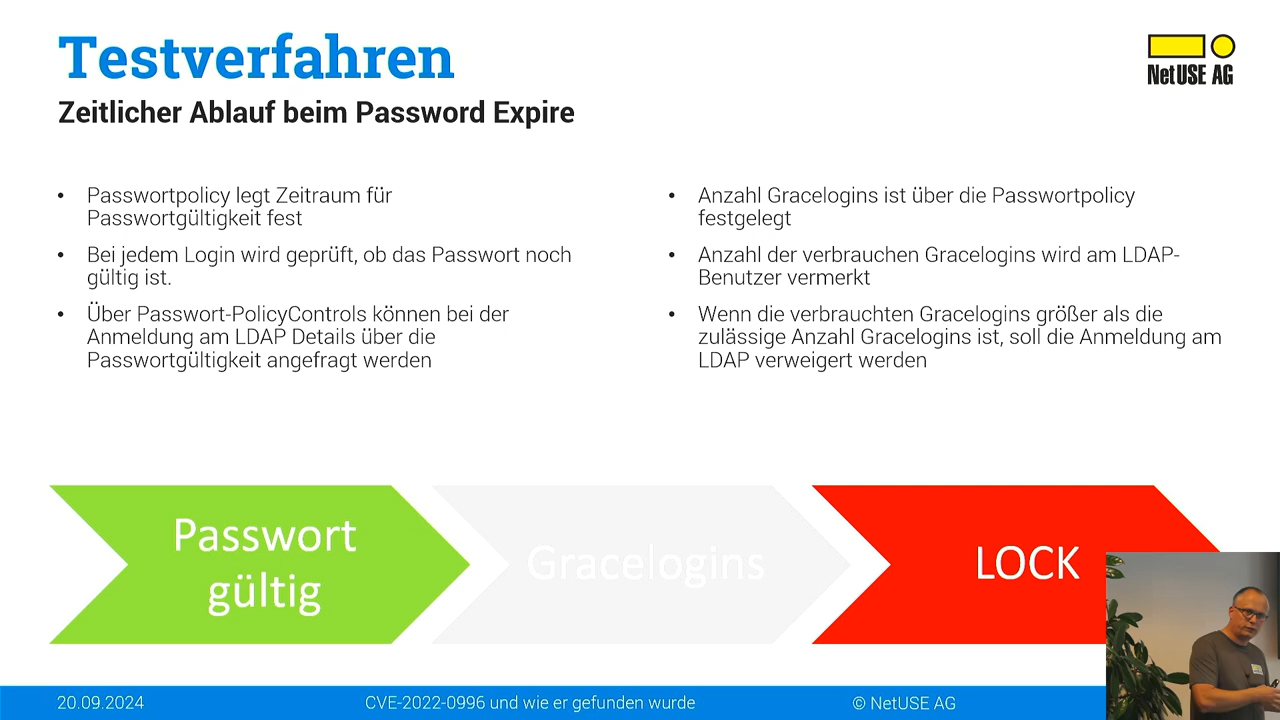 Testverfahren
NetUSE AG
Zeitlicher Ablauf beim Password Expire
• Passwortpolicy legt Zeitraum für
Passwortgültigkeit fest
• Bei jedem Login wird geprüft, ob das Passwort noch
gültig ist.
• Über Passwort-PolicyControls können bei der
Anmeldung am LDAP Details über die
Passwortgültigkeit angefragt werden
• Anzahl Gracelogins ist über die Passwortpolicy
festgelegt
• Anzahl der verbrauchen Gracelogins wird am LDAP-
Benutzer vermerkt
• Wenn die verbrauchten Gracelogins größer als die
zulässige Anzahl Gracelogins ist, soll die Anmeldung am
LDAP verweigert werden
Passwort
gültig
Gracelogins
LOCK
20.09.2024
CVE-2022-0996 und wie er gefunden wurde
© NetUSE AG